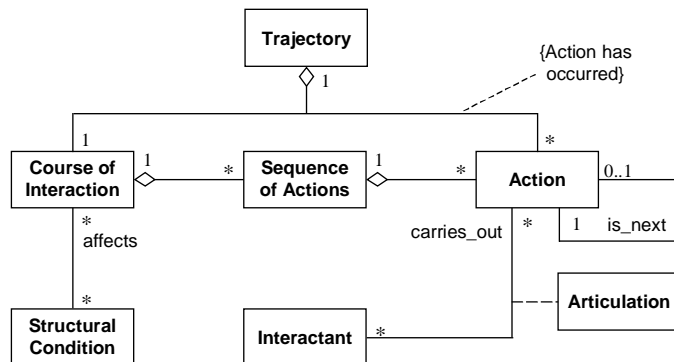 Trajectory
{Action has
occurred}
1
1
*
Course of
Interaction
1
*
Sequence
of Actions
1
*
Action
0..1
*
affects
carries_out
*
1
is_next
*
Structural
Condition
Interactant
*
Articulation